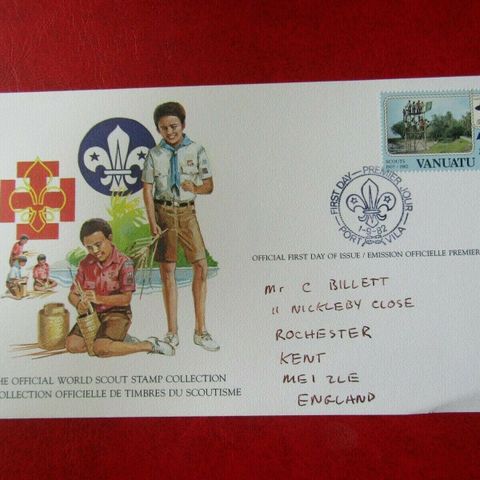 SCOUTS
1907-1982
VANUATU
FIRST DAY - PREMIER JOUR
1-9-82
PORT VILA
OFFICIAL FIRST DAY OF ISSUE / EMISSION OFFICIELLE PREMIER
Mr C BILLETT
11 NICKLEBY CLOSE
ROCHESTER
KENT
ME1 2LE
ENGLAND
HE OFFICIAL WORLD SCOUT STAMP COLLECTION
OLLECTION OFFICIELLE DE TIMBRES DU SCOUTISME